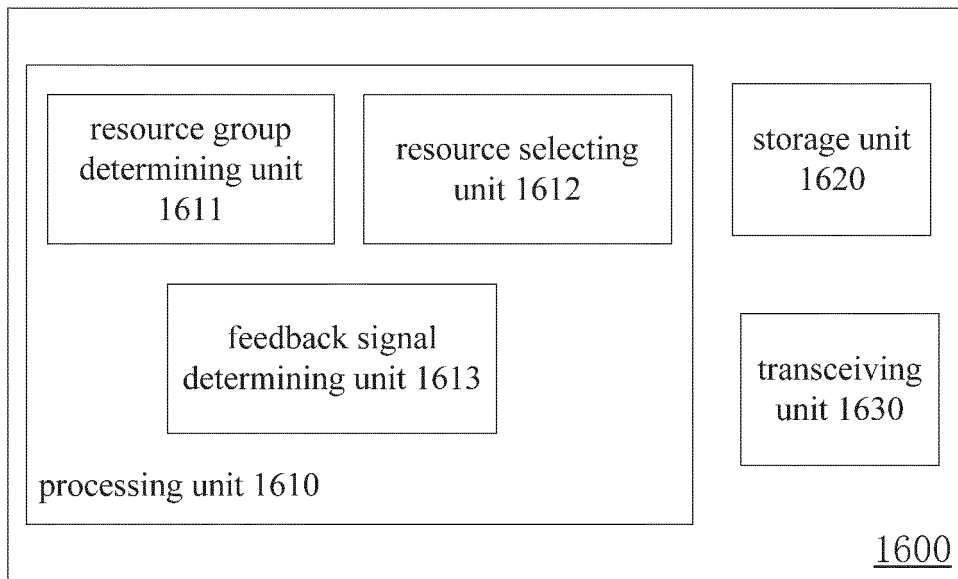 resource group
determining unit
1611
resource selecting
unit 1612
storage unit
1620
feedback signal
determining unit 1613
transceiving
unit 1630
processing unit 1610
1600